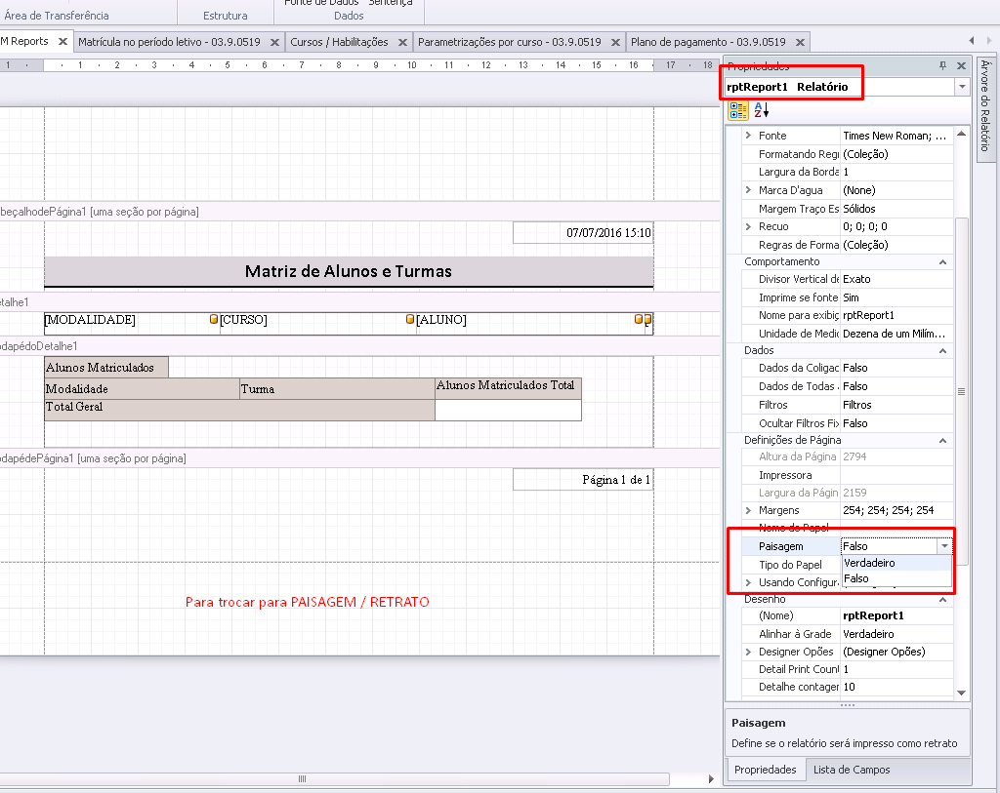 Fonte de Dados Sentença
Área de Transferência Estrutura Dados
M Reports Matrícula no período letivo - 03.9.0519 Cursos / Habilitações Parametrizações por curso - 03.9.0519 Plano de pagamento - 03.9.0519
1 1 2 3 4 5 6 7 8 9 10 11 12 13 14 15 16 17 18
beçalhodePágina1 [uma seção por página]
07/07/2016 15:10
Matriz de Alunos e Turmas
etalhe1
[MODALIDADE] [CURSO] [ALUNO] [
odapédoDetalhe1
Alunos Matriculados
Modalidade Turma Alunos Matriculados Total
Total Geral
odapédePágina1 [uma seção por página]
Página 1 de 1
Para trocar para PAISAGEM / RETRATO
Propriedades
rptReport1 Relatório
Fonte Times New Roman; ...
Formatando Regr (Coleção)
Largura da Borda 1
Marca D'agua (None)
Margem Traço Es Sólidos
Recuo 0; 0; 0; 0
Regras de Forma (Coleção)
Comportamento
Divisor Vertical de Exato
Imprime se fonte Sim
Nome para exibiç rptReport1
Unidade de Medic Dezena de um Milím...
Dados
Dados da Coligac Falso
Dados de Todas Falso
Filtros Filtros
Ocultar Filtros Fix Falso
Definições de Página
Altura da Página 2794
Impressora
Largura da Págin 2159
Margens 254; 254; 254; 254
Nome do Papel
Paisagem Falso
Verdadeiro
Tipo do Papel
Falso
Usando Configur
Desenho
(Nome) rptReport1
Alinhar à Grade Verdadeiro
Designer Opões (Designer Opões)
Detail Print Count 1
Detalhe contager 10
Paisagem
Define se o relatório será impresso como retrato
Propriedades Lista de Campos
Árvore do Relatório